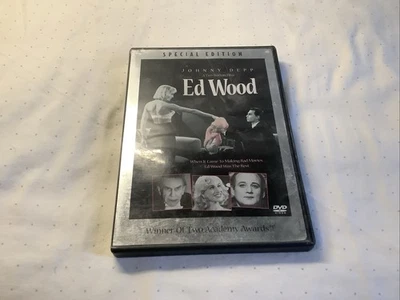 SPECIAL EDITION
JOHNNY DEPP
Ed Wood
When It Came To Making Bad Movies,
Ed Wood Was The Best.
DVD
Winner Of Two Academy Awards